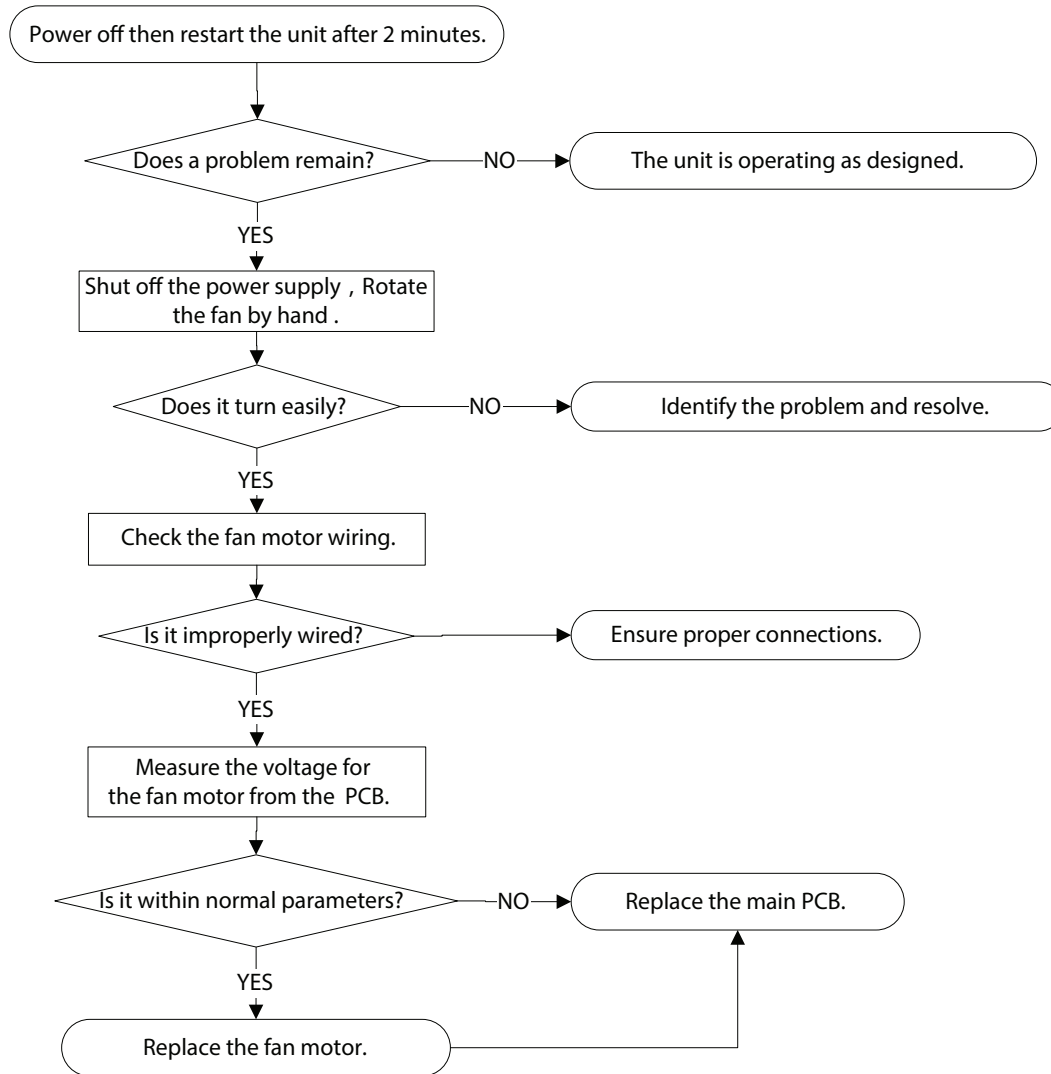 Power off then restart the unit after 2 minutes.
Does a problem remain?
NO
The unit is operating as designed.
YES
Shut off the power supply , Rotate
the fan by hand .
Does it turn easily?
NO
Identify the problem and resolve.
YES
Check the fan motor wiring.
Is it improperly wired?
Ensure proper connections.
YES
Measure the voltage for
the fan motor from the PCB.
Is it within normal parameters?
NO
Replace the main PCB.
YES
Replace the fan motor.